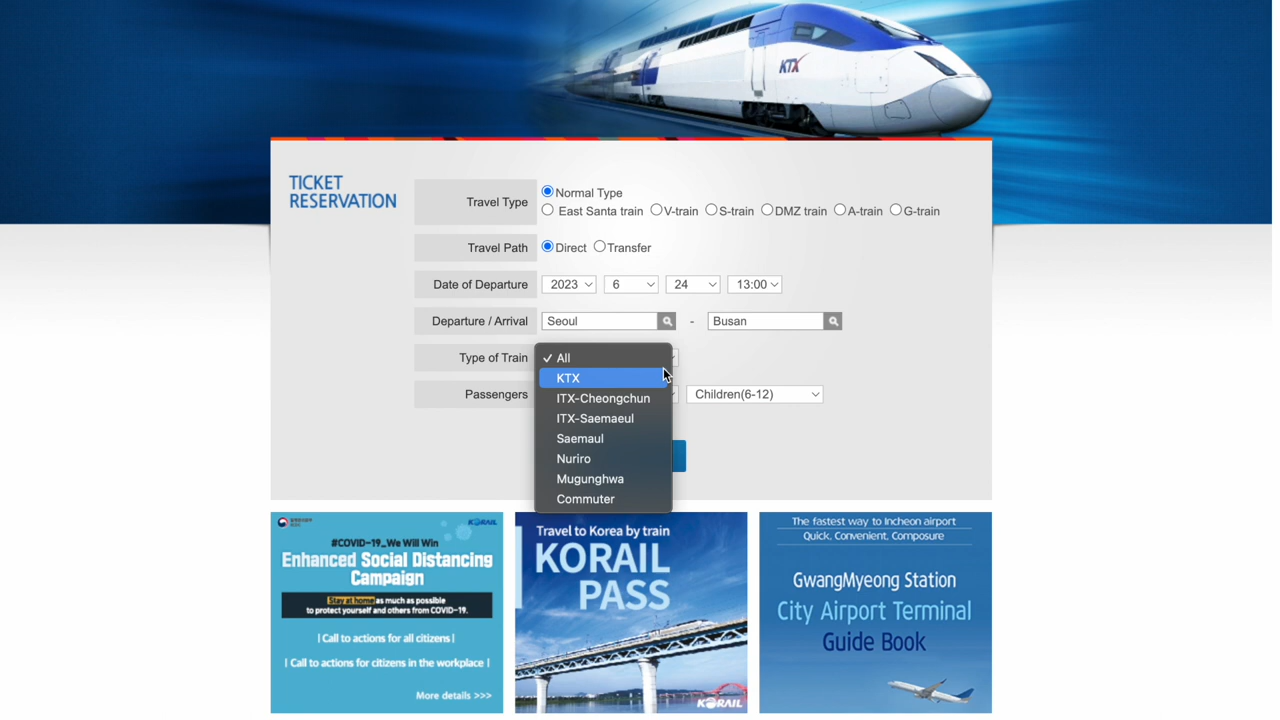 KTX
TICKET
RESERVATION
Travel Type
Normal Type
East Santa train V-train S-train DMZ train A-train G-train
Travel Path
Direct Transfer
Date of Departure
2023 6 24 13:00
Departure / Arrival
Seoul - Busan
Type of Train
All
KTX
ITX-Cheongchun
ITX-Saemaeul
Saemaul
Nuriro
Mugunghwa
Commuter
Passengers
Children(6-12)
KORAIL
#COVID-19_We Will Win
Enhanced Social Distancing
Campaign
Stay at home as much as possible
to protect yourself and others from COVID-19.
| Call to actions for all citizens |
| Call to actions for citizens in the workplace |
More details >>>
Travel to Korea by train
KORAIL
PASS
KORAIL
The fastest way to Incheon airport
Quick, Convenient, Composure
GwangMyeong Station
City Airport Terminal
Guide Book